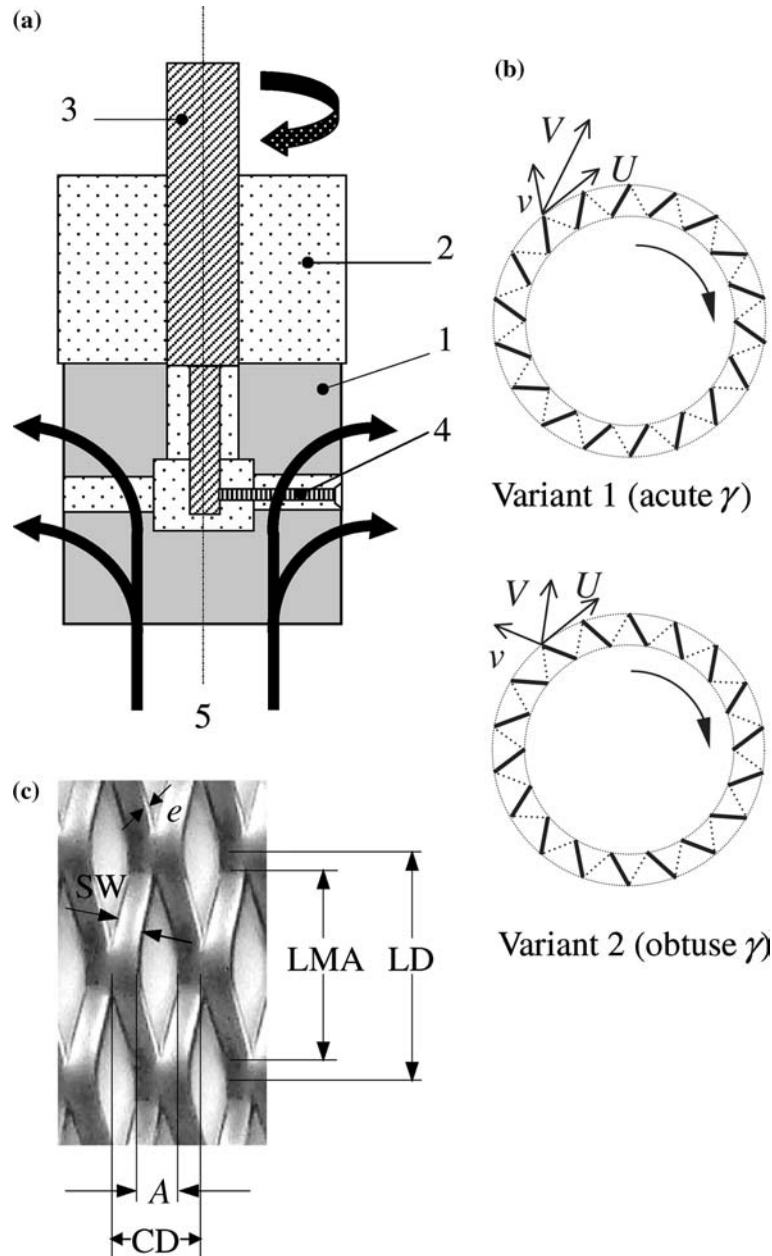 (a)
3
2
1
4
5
(b)
V
U
v
Variant 1 (acute γ)
V
U
v
Variant 2 (obtuse γ)
(c)
e
SW
LMA
LD
A
CD